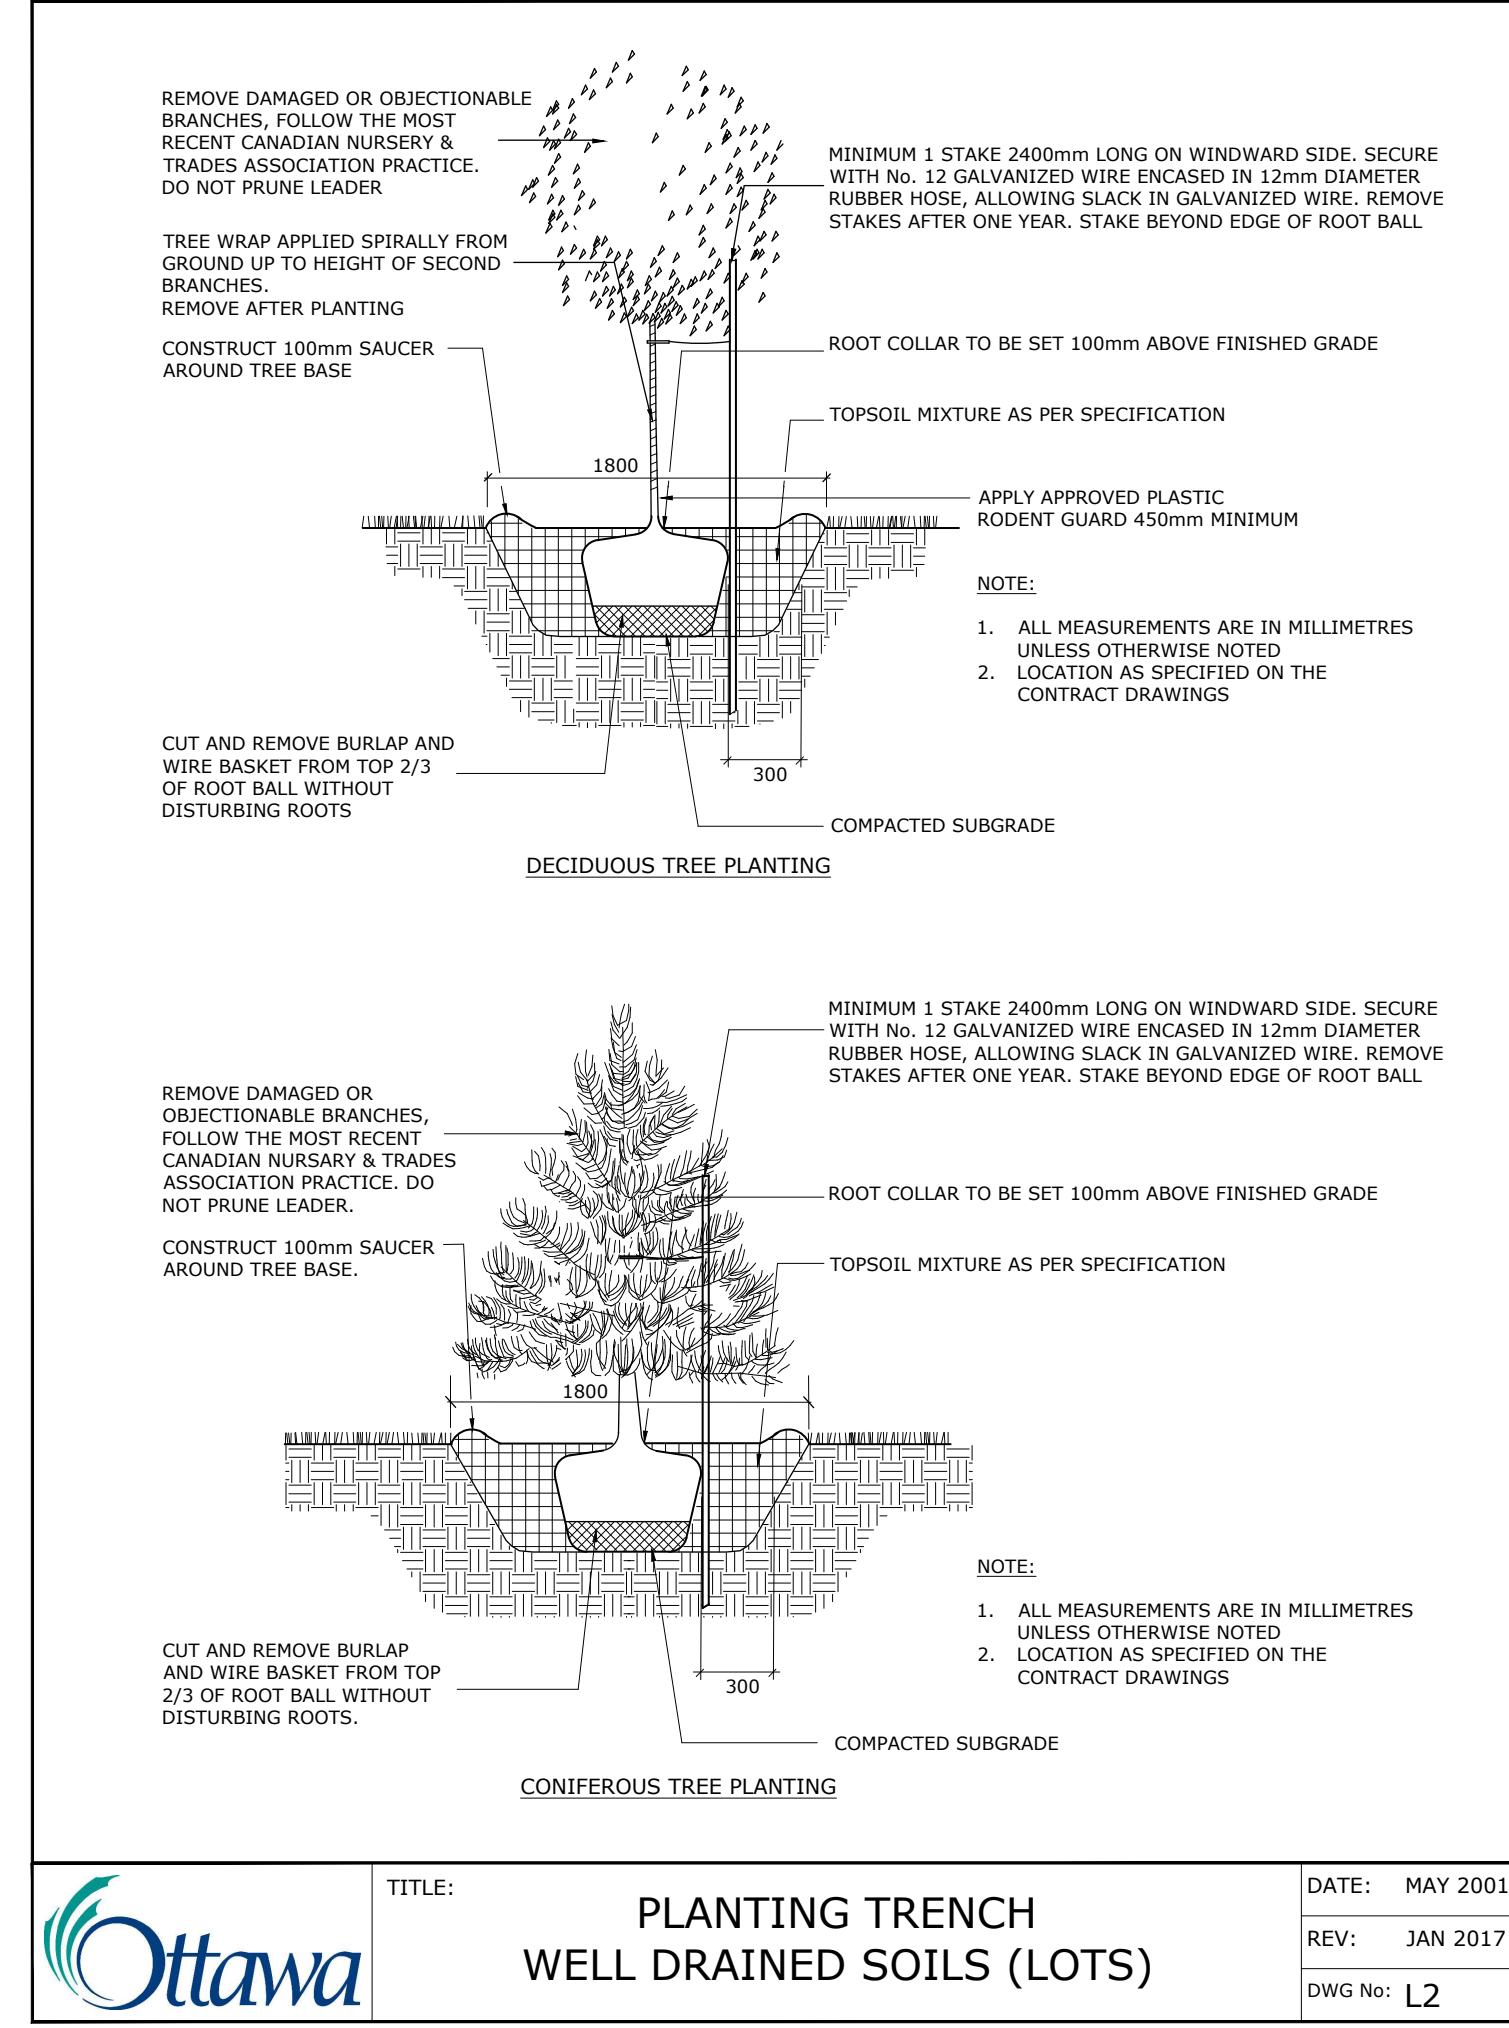 REMOVE DAMAGED OR OBJECTIONABLE
BRANCHES, FOLLOW THE MOST
RECENT CANADIAN NURSERY &
TRADES ASSOCIATION PRACTICE.
DO NOT PRUNE LEADER
TREE WRAP APPLIED SPIRALLY FROM
GROUND UP TO HEIGHT OF SECOND
BRANCHES.
REMOVE AFTER PLANTING
CONSTRUCT 100mm SAUCER
AROUND TREE BASE
MINIMUM 1 STAKE 2400mm LONG ON WINDWARD SIDE. SECURE
WITH No. 12 GALVANIZED WIRE ENCASED IN 12mm DIAMETER
RUBBER HOSE, ALLOWING SLACK IN GALVANIZED WIRE. REMOVE
STAKES AFTER ONE YEAR. STAKE BEYOND EDGE OF ROOT BALL
ROOT COLLAR TO BE SET 100mm ABOVE FINISHED GRADE
TOPSOIL MIXTURE AS PER SPECIFICATION
1800
APPLY APPROVED PLASTIC
RODENT GUARD 450mm MINIMUM
NOTE:
1. ALL MEASUREMENTS ARE IN MILLIMETRES
UNLESS OTHERWISE NOTED
2. LOCATION AS SPECIFIED ON THE
CONTRACT DRAWINGS
CUT AND REMOVE BURLAP AND
WIRE BASKET FROM TOP 2/3
OF ROOT BALL WITHOUT
DISTURBING ROOTS
300
COMPACTED SUBGRADE
DECIDUOUS TREE PLANTING
MINIMUM 1 STAKE 2400mm LONG ON WINDWARD SIDE. SECURE
WITH No. 12 GALVANIZED WIRE ENCASED IN 12mm DIAMETER
RUBBER HOSE, ALLOWING SLACK IN GALVANIZED WIRE. REMOVE
STAKES AFTER ONE YEAR. STAKE BEYOND EDGE OF ROOT BALL
REMOVE DAMAGED OR
OBJECTIONABLE BRANCHES,
FOLLOW THE MOST RECENT
CANADIAN NURSARY & TRADES
ASSOCIATION PRACTICE. DO
NOT PRUNE LEADER.
CONSTRUCT 100mm SAUCER
AROUND TREE BASE.
ROOT COLLAR TO BE SET 100mm ABOVE FINISHED GRADE
TOPSOIL MIXTURE AS PER SPECIFICATION
1800
NOTE:
1. ALL MEASUREMENTS ARE IN MILLIMETRES
UNLESS OTHERWISE NOTED
2. LOCATION AS SPECIFIED ON THE
CONTRACT DRAWINGS
CUT AND REMOVE BURLAP
AND WIRE BASKET FROM TOP
2/3 OF ROOT BALL WITHOUT
DISTURBING ROOTS.
300
COMPACTED SUBGRADE
CONIFEROUS TREE PLANTING
Ottawa
TITLE:
PLANTING TRENCH
WELL DRAINED SOILS (LOTS)
DATE: MAY 2001
REV: JAN 2017
DWG No: L2